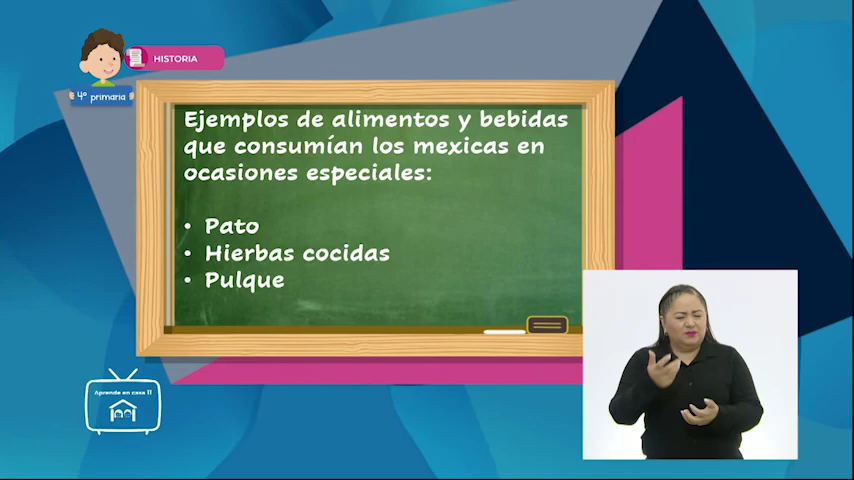 HISTORIA
4° primaria
Ejemplos de alimentos y bebidas
que consumían los mexicas en
ocasiones especiales:
• Pato
• Hierbas cocidas
• Pulque
Aprende en casa II